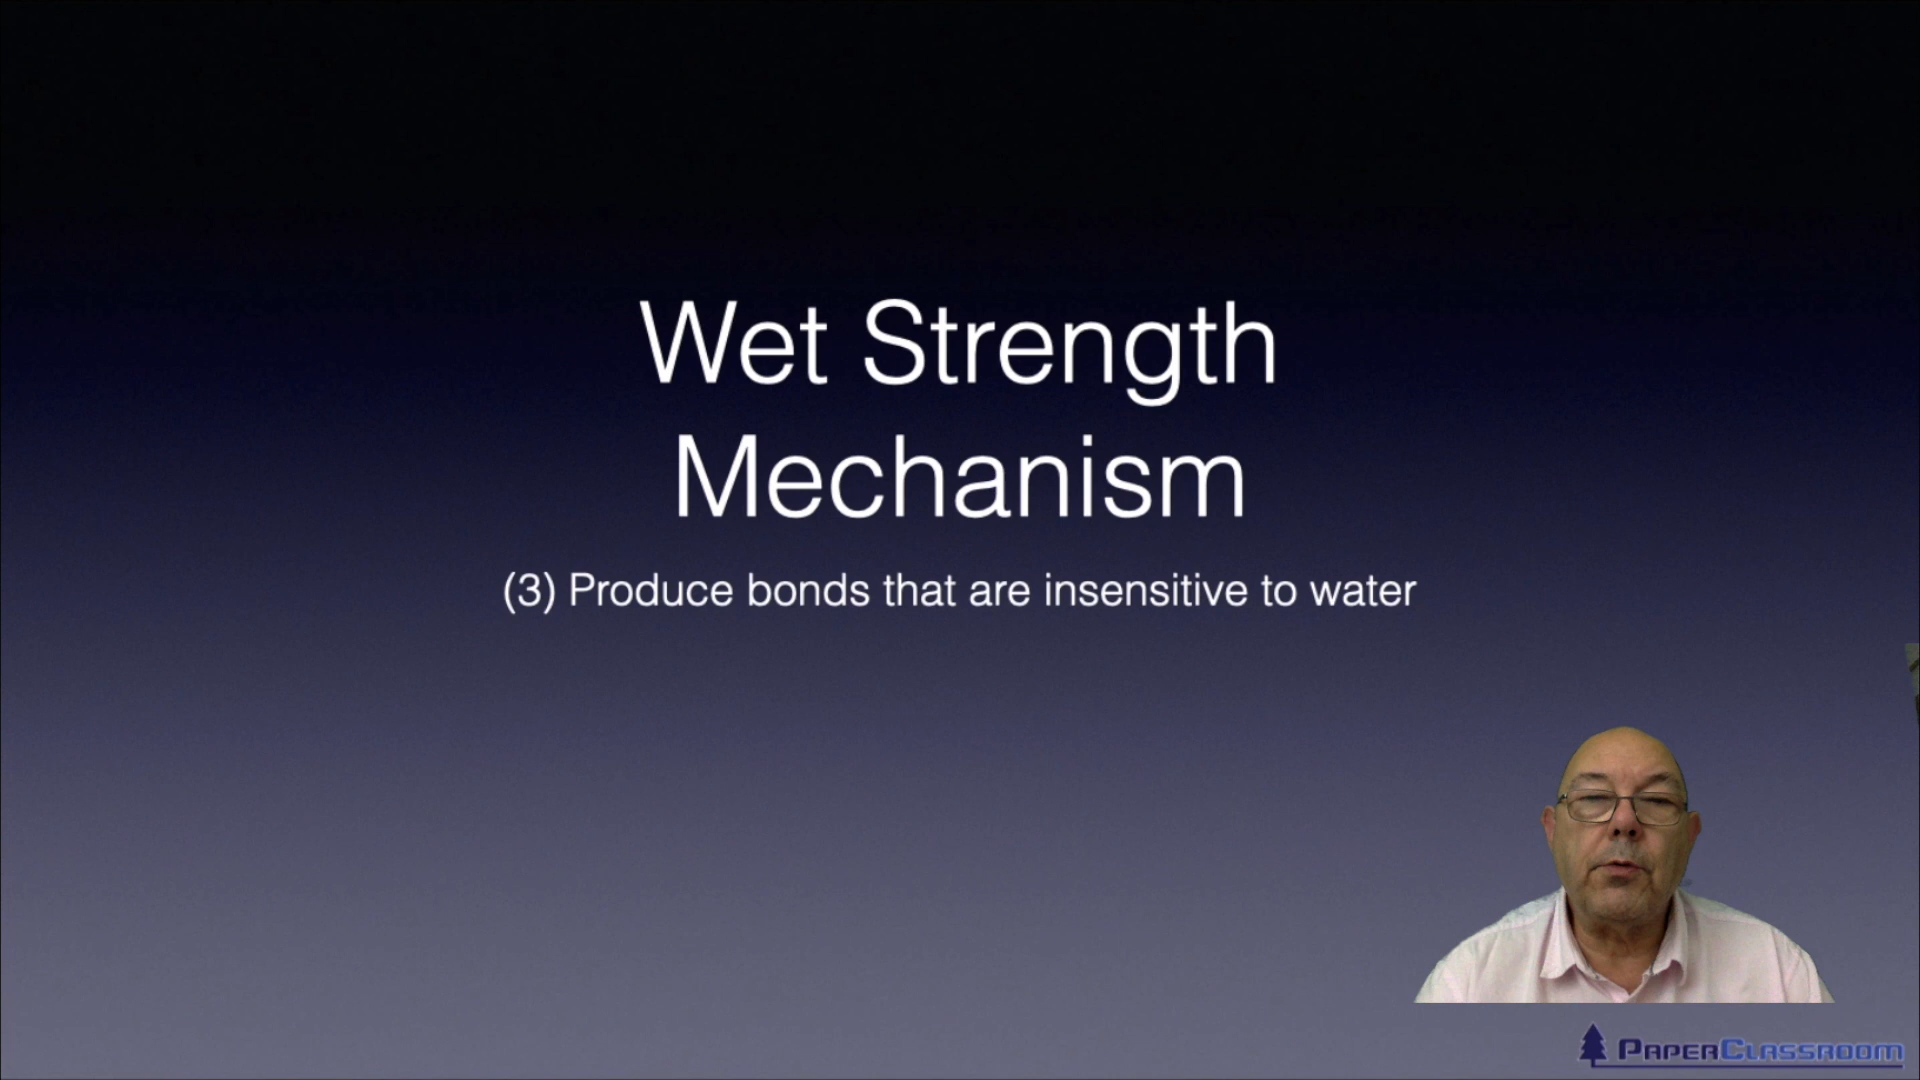 Wet Strength
Mechanism
(3) Produce bonds that are insensitive to water
PAPERCLASSROOM